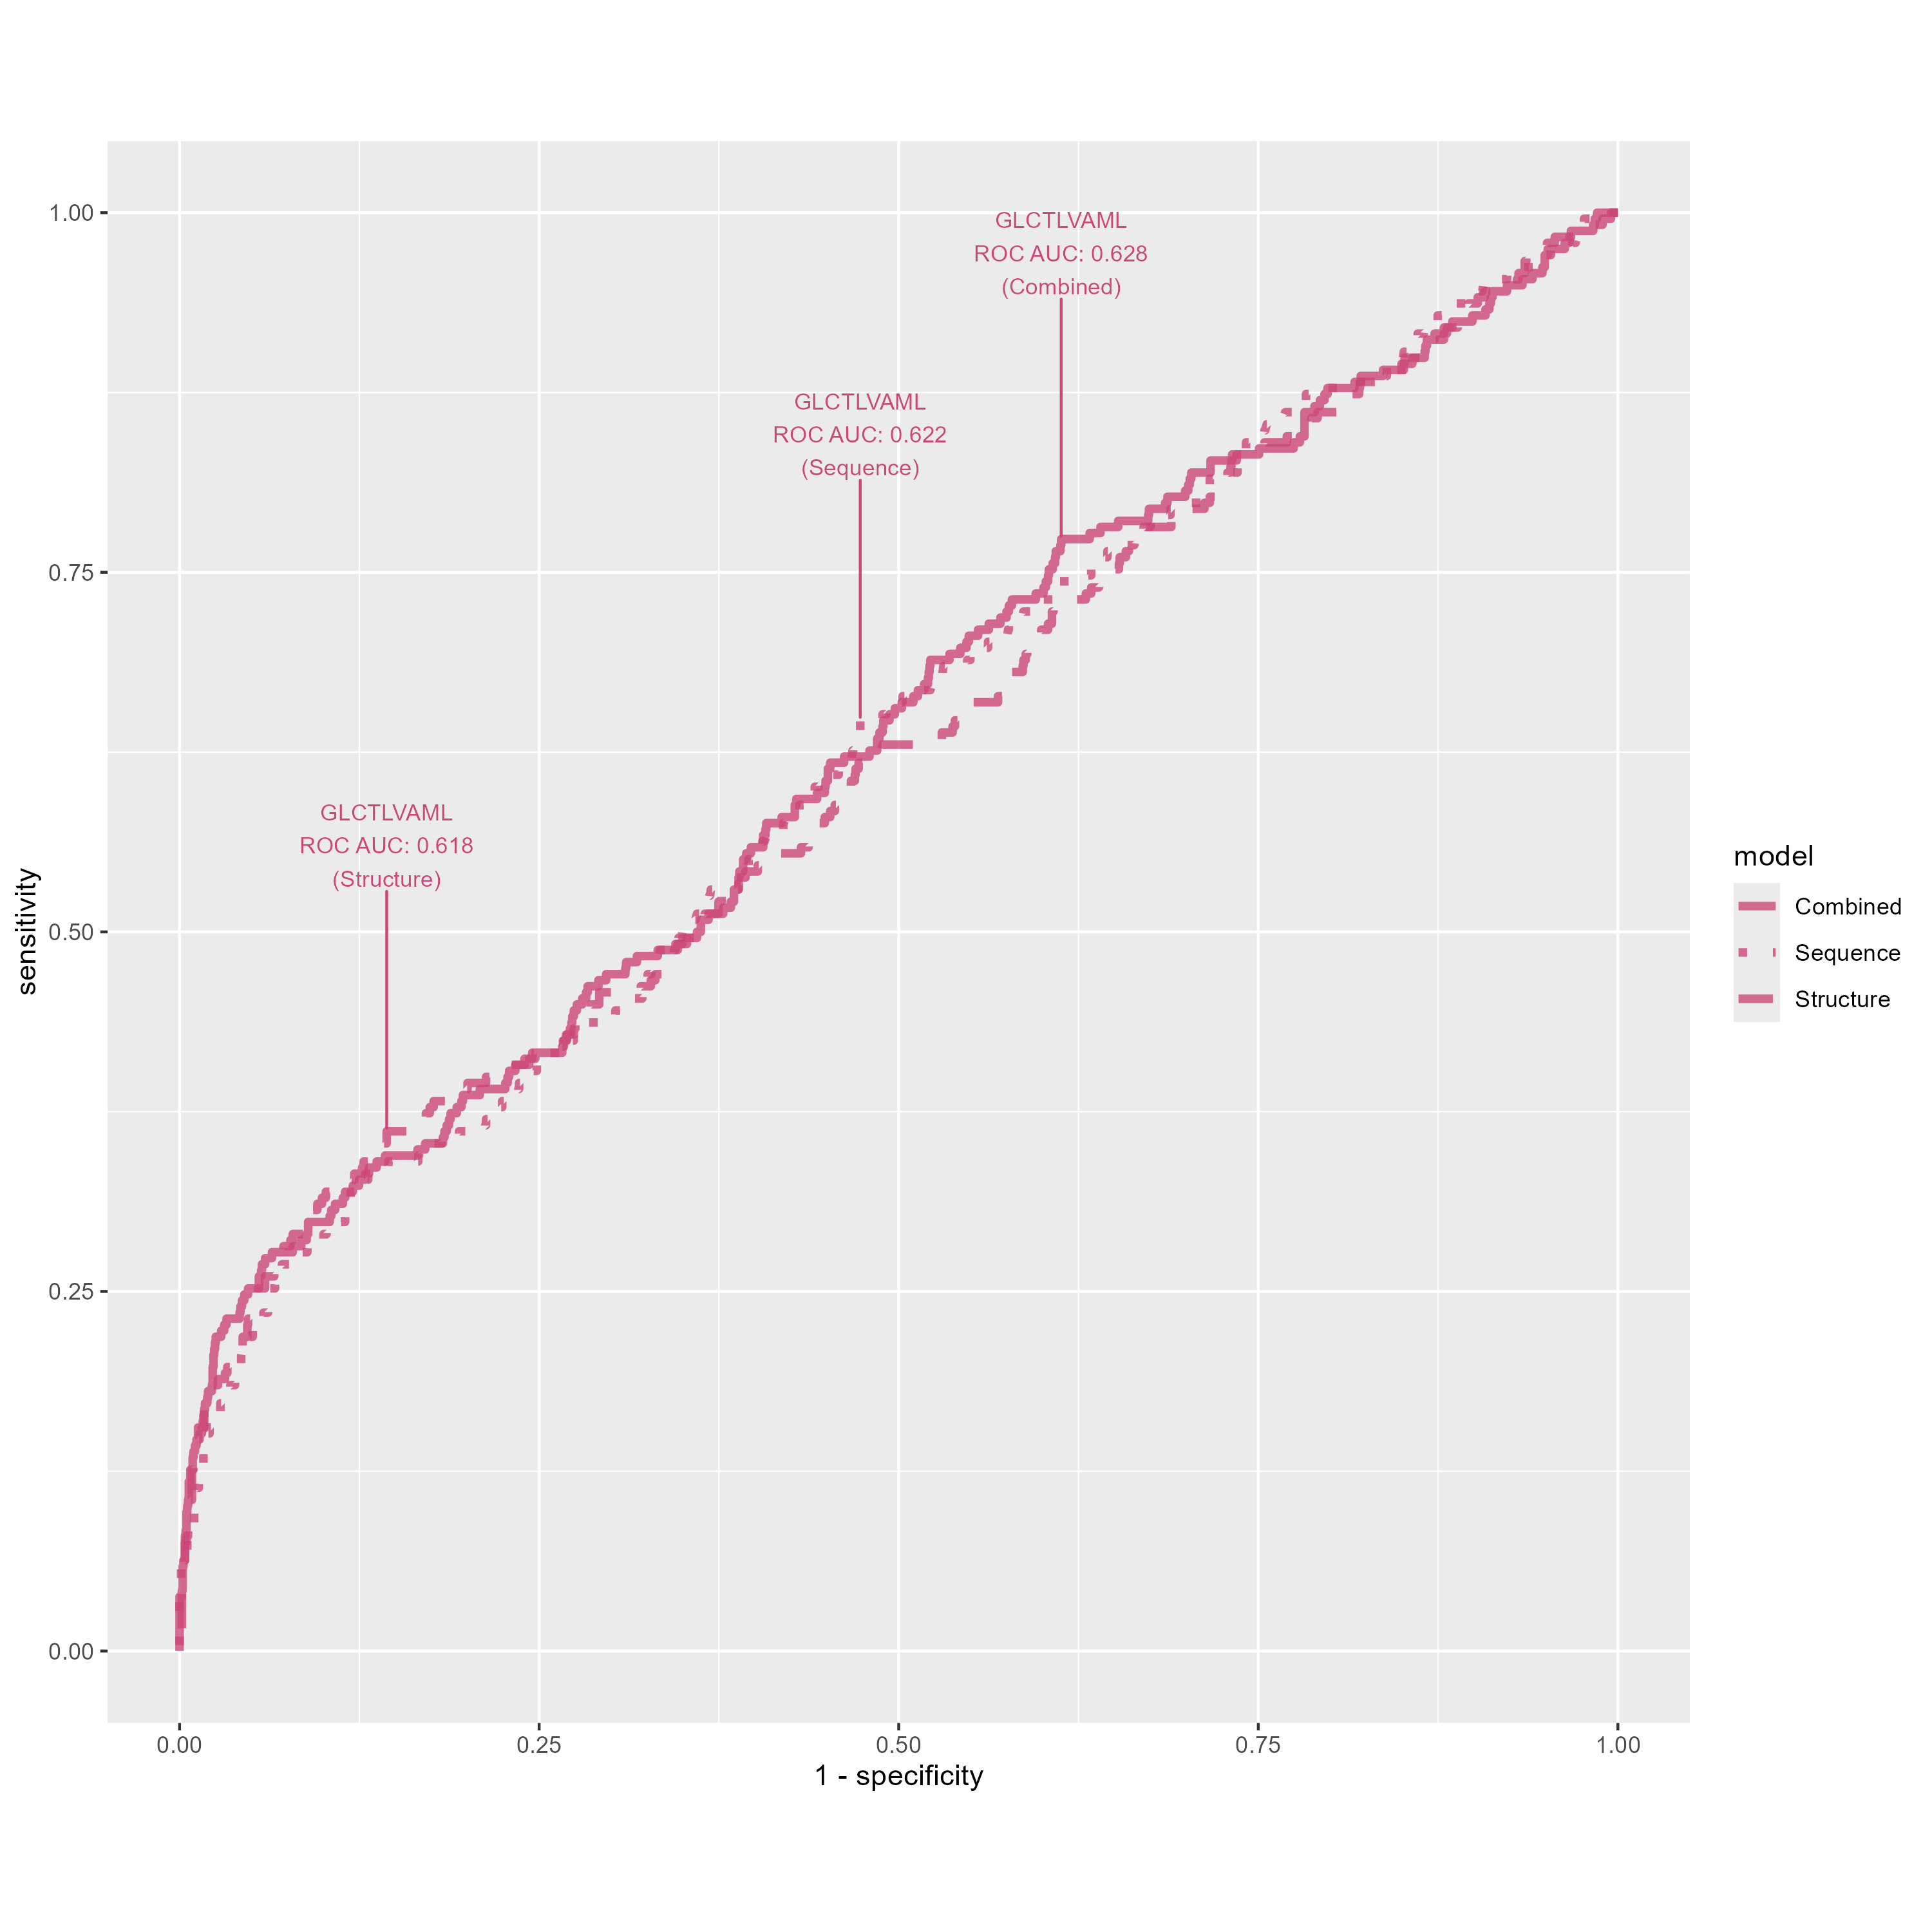 GLCTLVAML
ROC AUC: 0.628
(Combined)
GLCTLVAML
ROC AUC: 0.622
(Sequence)
GLCTLVAML
ROC AUC: 0.618
(Structure)
1.00
0.75
0.50
0.25
0.00
sensitivity
0.00
0.25
0.50
0.75
1.00
1 - specificity
model
Combined
Sequence
Structure